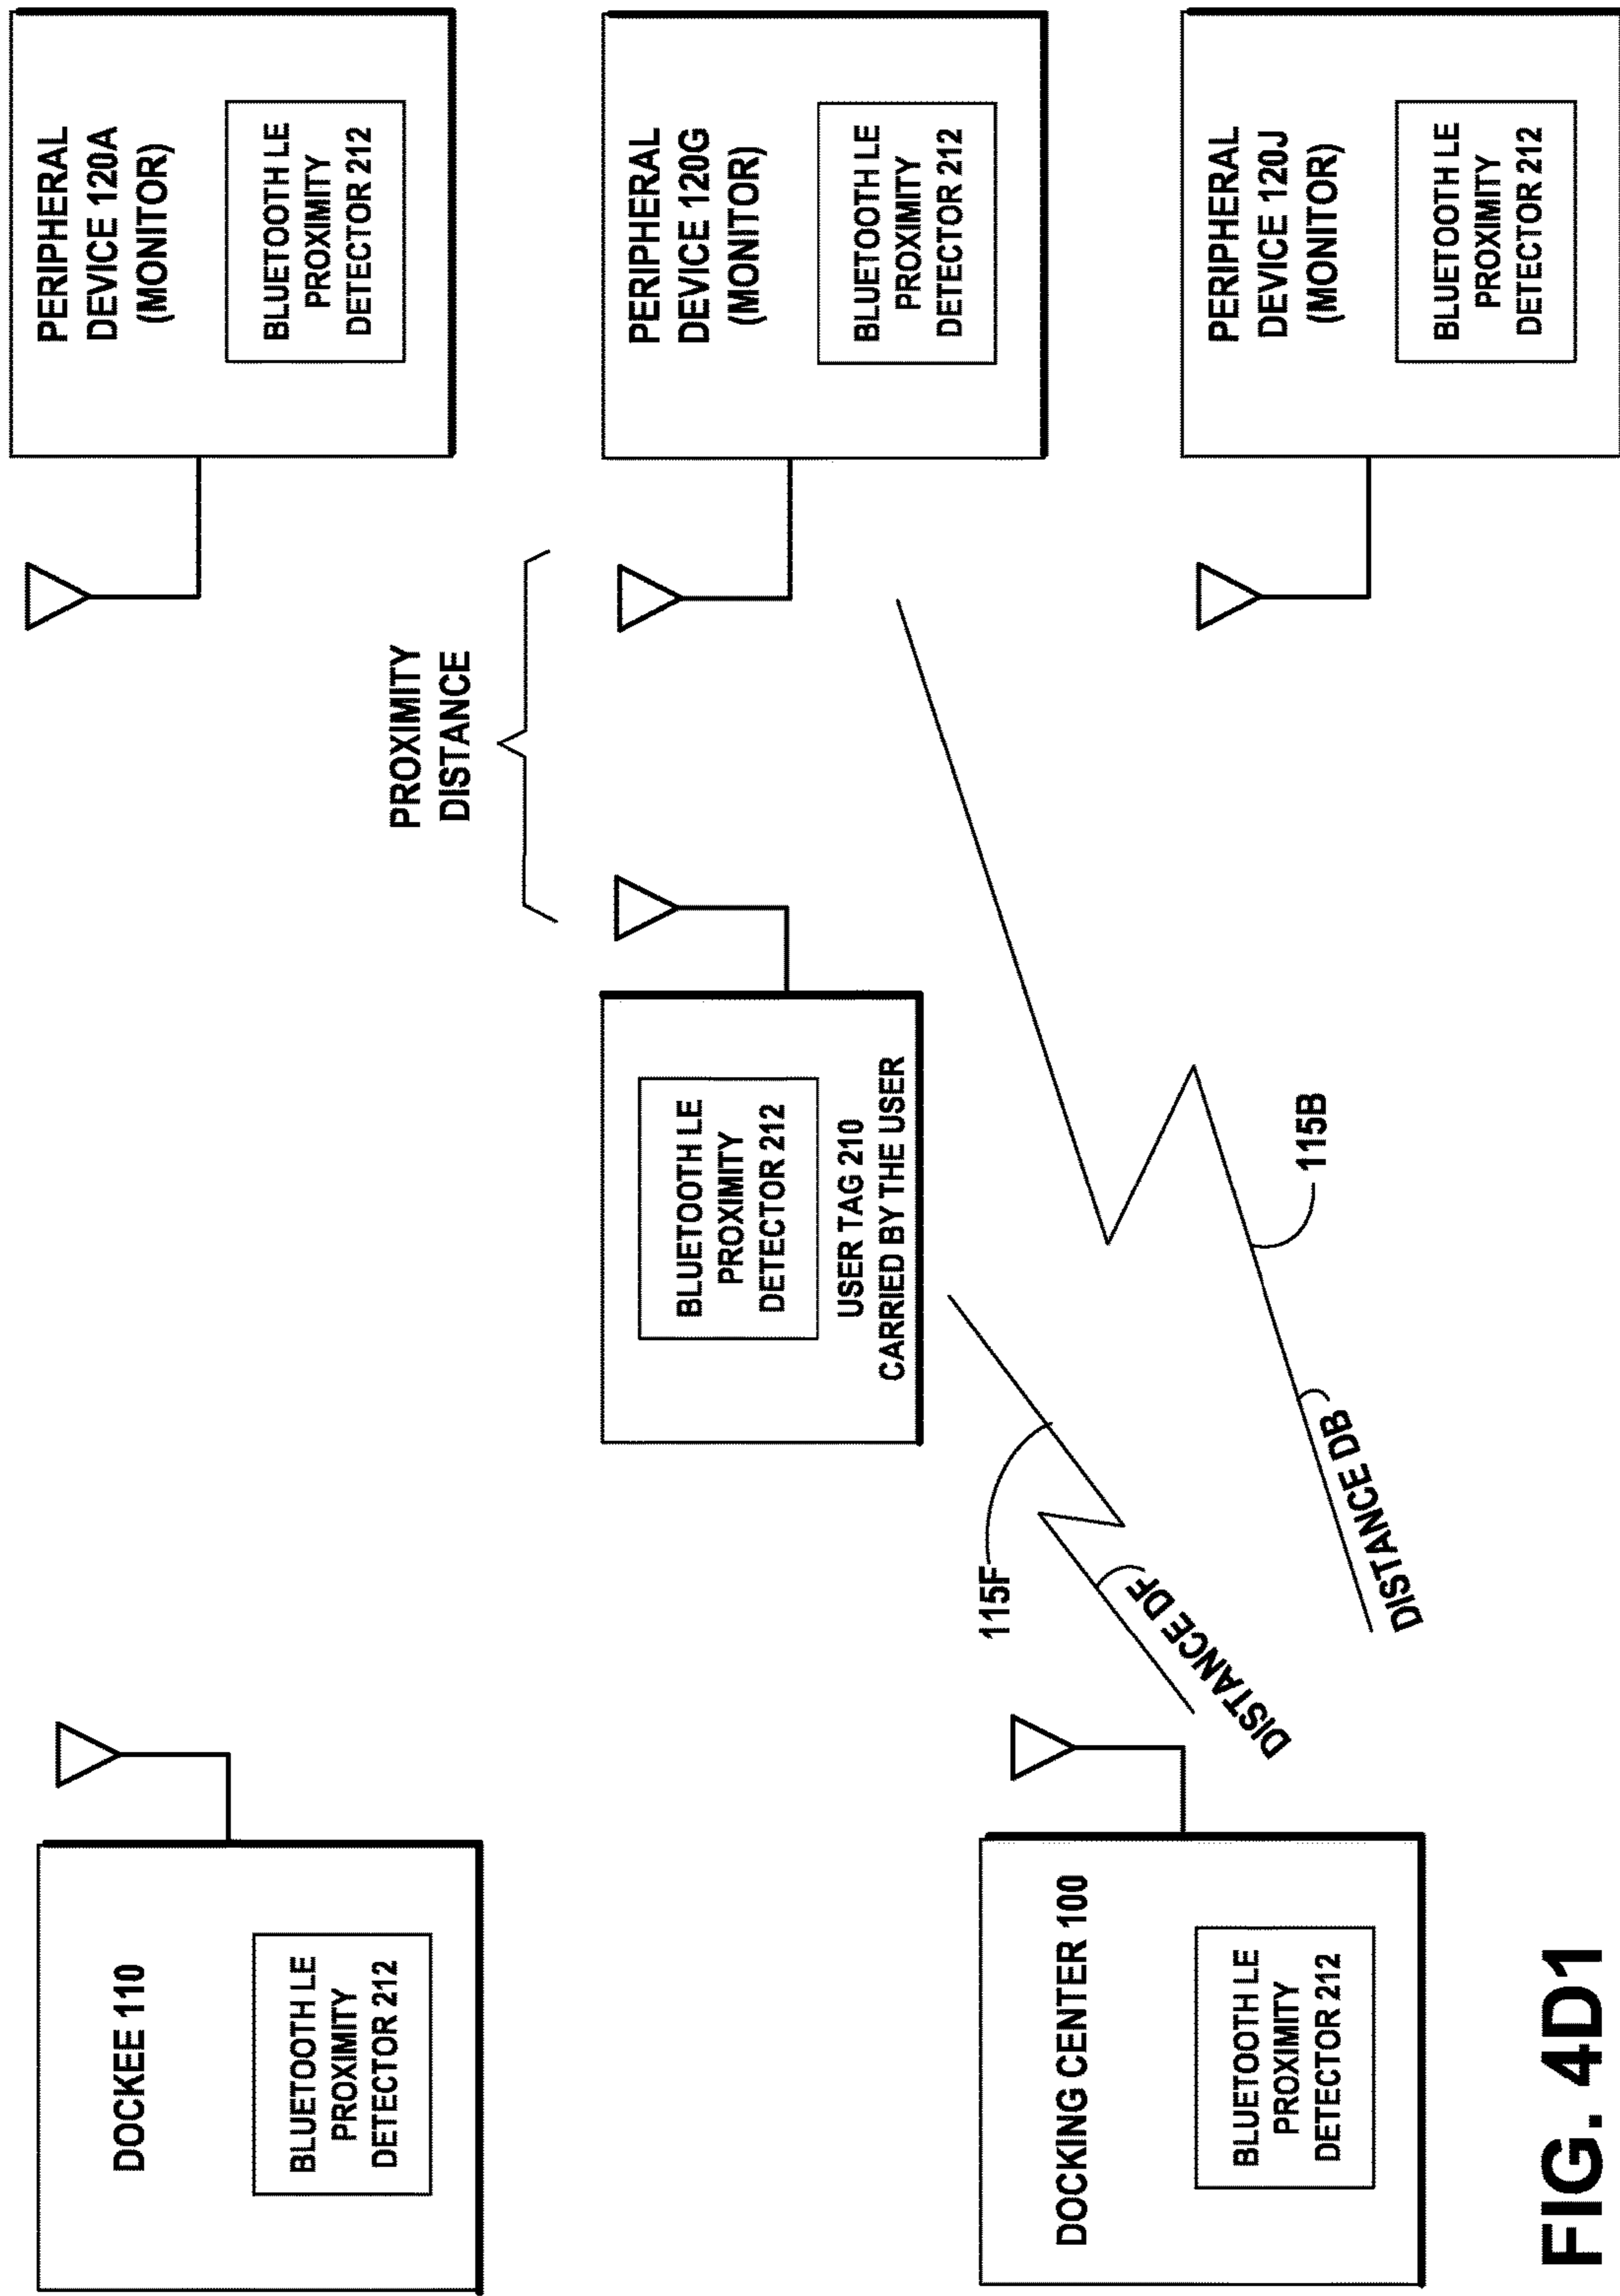 DOCKEE 110
BLUETOOTH LE
PROXIMITY
DETECTOR 212
PROXIMITY
DISTANCE
PERIPHERAL
DEVICE 120A
(MONITOR)
BLUETOOTH LE
PROXIMITY
DETECTOR 212
BLUETOOTH LE
PROXIMITY
DETECTOR 212
USER TAG 210
CARRIED BY THE USER
PERIPHERAL
DEVICE 120G
(MONITOR)
BLUETOOTH LE
PROXIMITY
DETECTOR 212
DOCKING CENTER 100
BLUETOOTH LE
PROXIMITY
DETECTOR 212
115F
DISTANCE DF
115B
DISTANCE DB
PERIPHERAL
DEVICE 120J
(MONITOR)
BLUETOOTH LE
PROXIMITY
DETECTOR 212
FIG. 4D1